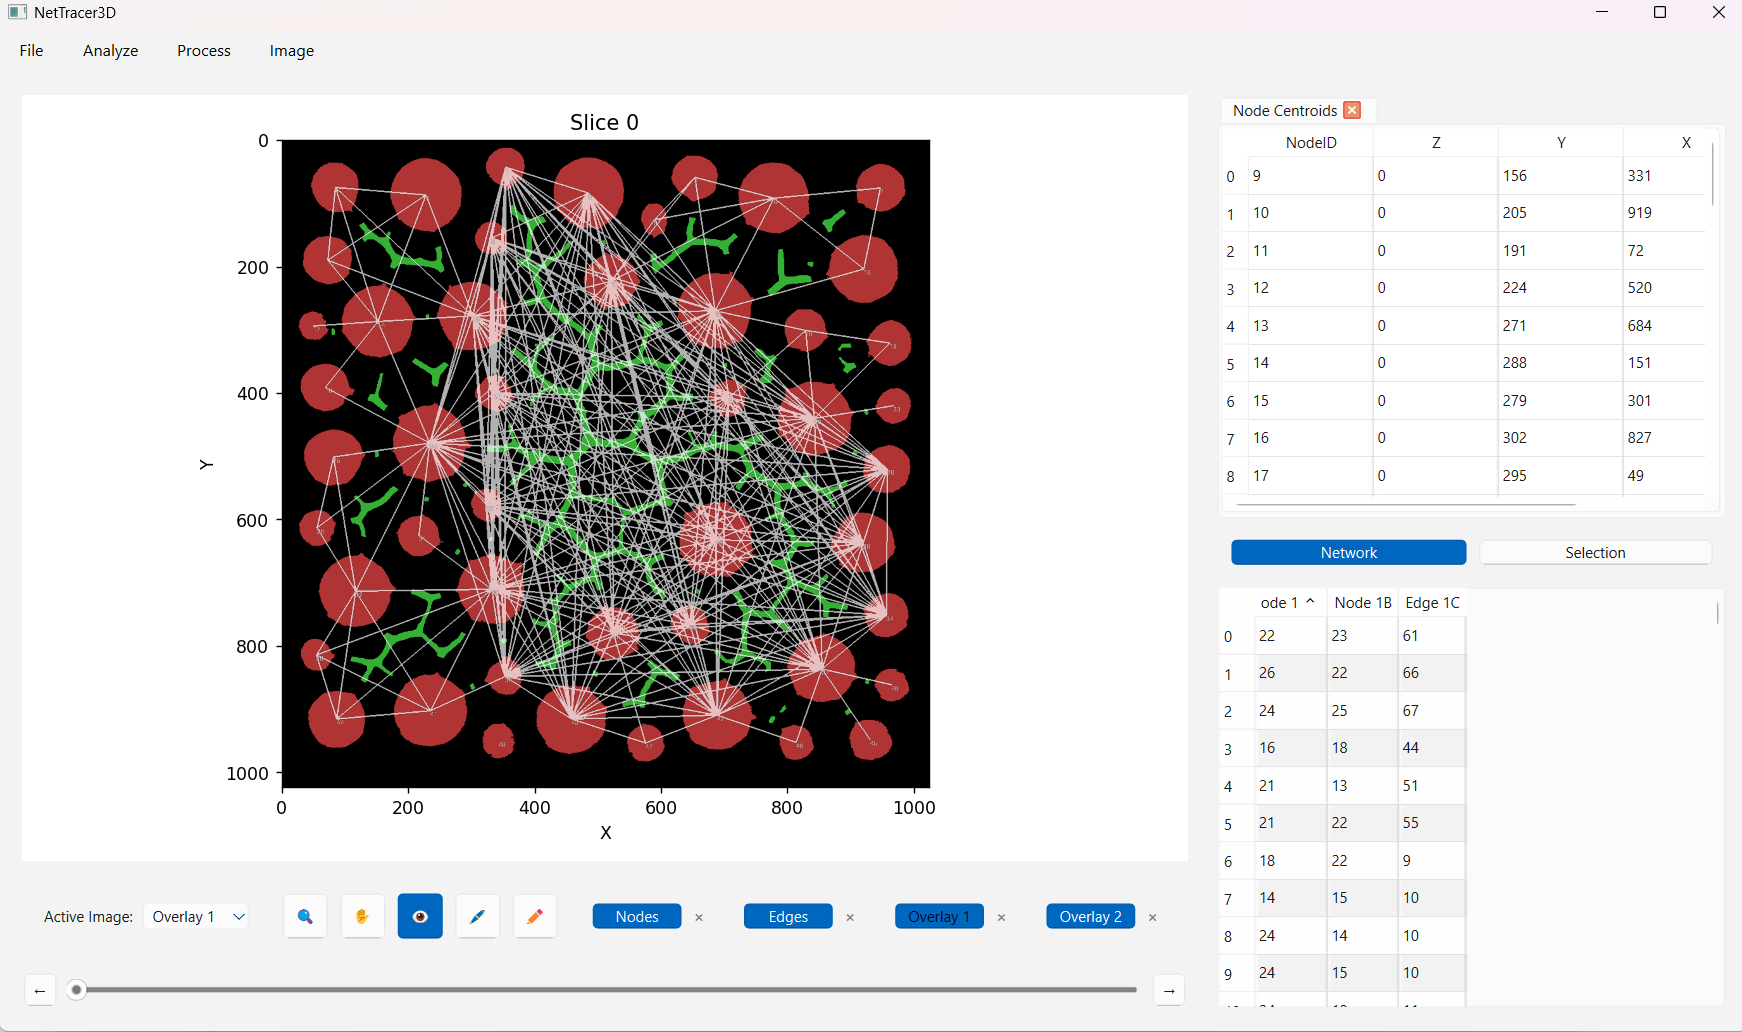 NetTracer3D
File Analyze Process Image
Slice 0
0
200
400
600
800
1000
Y
0 200 400 600 800 1000
X
Active Image: Overlay 1
Nodes × Edges × Overlay 1 × Overlay 2 ×
← →
Node Centroids
NodeID Z Y X
0 9 0 156 331
1 10 0 205 919
2 11 0 191 72
3 12 0 224 520
4 13 0 271 684
5 14 0 288 151
6 15 0 279 301
7 16 0 302 827
8 17 0 295 49
Network Selection
ode 1 Node 1B Edge 1C
0 22 23 61
1 26 22 66
2 24 25 67
3 16 18 44
4 21 13 51
5 21 22 55
6 18 22 9
7 14 15 10
8 24 14 10
9 24 15 10